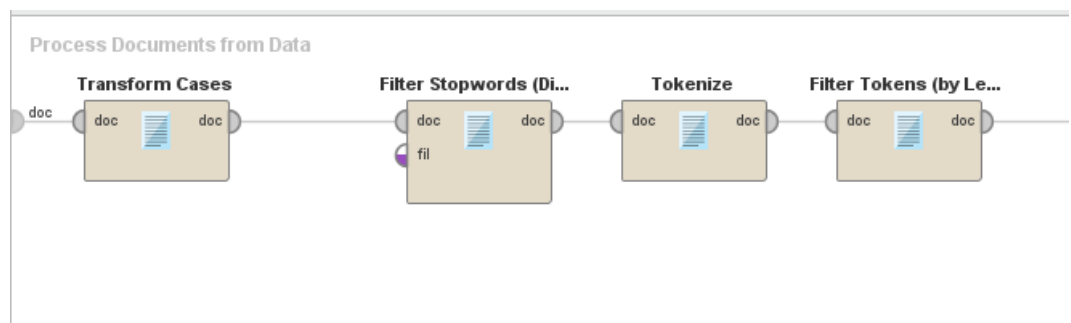 Process Documents from Data
Transform Cases
Filter Stopwords (Di...
Tokenize
Filter Tokens (by Le...
doc
doc doc
doc doc
doc doc
doc doc
fil